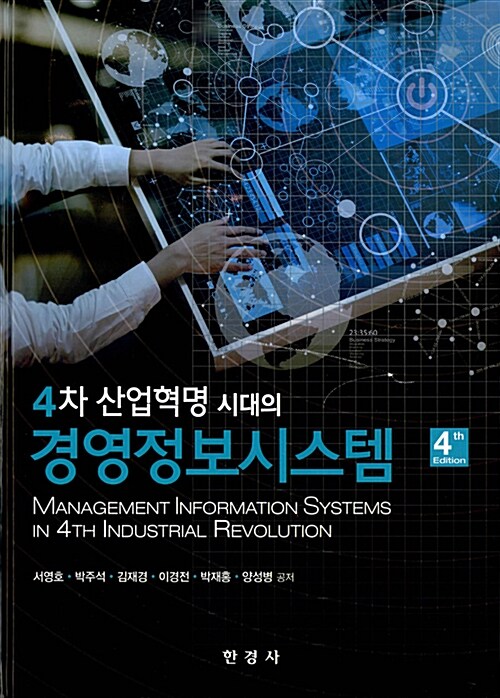 23:35:60
Business Strategy
4차 산업혁명 시대의
경영정보시스템
4th
Edition
MANAGEMENT INFORMATION SYSTEMS
IN 4TH INDUSTRIAL REVOLUTION
서영호 • 박주석 • 김재경 • 이경전 • 박재홍 • 양성병 공저
한경사